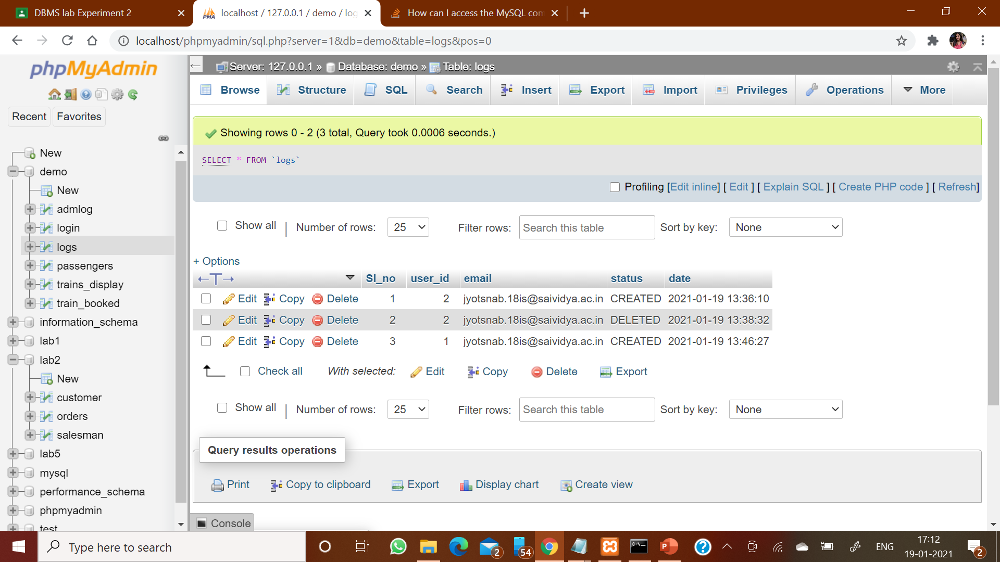 DBMS lab Experiment 2
localhost / 127.0.0.1 / demo / log
How can I access the MySQL com
localhost/phpmyadmin/sql.php?server=1&db=demo&table=logs&pos=0
phpMyAdmin
Recent Favorites
New
demo
New
admlog
login
logs
passengers
trains_display
train_booked
information_schema
lab1
lab2
New
customer
orders
salesman
lab5
mysql
performance_schema
phpmyadmin
test
Server: 127.0.0.1 » Database: demo » Table: logs
Browse Structure SQL Search Insert Export Import Privileges Operations More
Showing rows 0 - 2 (3 total, Query took 0.0006 seconds.)
SELECT * FROM `logs`
Profiling [Edit inline] [ Edit ] [ Explain SQL ] [ Create PHP code ] [ Refresh]
Show all | Number of rows: 25 Filter rows: Search this table Sort by key: None
+ Options
←T→ Sl_no user_id email status date
Edit Copy Delete 1 2 jyotsnab.18is@saividya.ac.in CREATED 2021-01-19 13:36:10
Edit Copy Delete 2 2 jyotsnab.18is@saividya.ac.in DELETED 2021-01-19 13:38:32
Edit Copy Delete 3 1 jyotsnab.18is@saividya.ac.in CREATED 2021-01-19 13:46:27
Check all With selected: Edit Copy Delete Export
Show all | Number of rows: 25 Filter rows: Search this table Sort by key: None
Query results operations
Print Copy to clipboard Export Display chart Create view
Console
Type here to search
2
54
ENG
17:12
19-01-2021
2